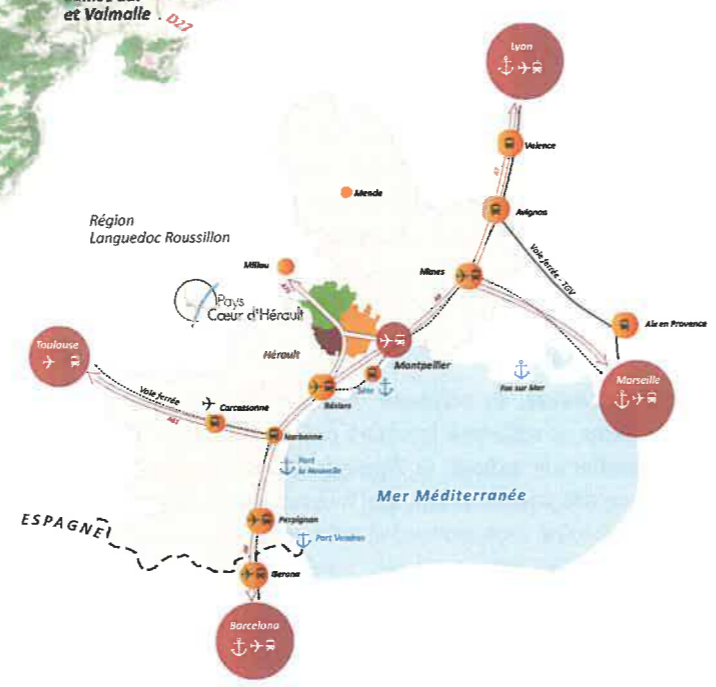 et Valmalle . D27
Lyon
Valence
A7
Avignon
Mende
Région
Languedoc Roussillon
Millau
Nîmes
Voie ferrée - TGV
Pays
Cœur d'Hérault
Aix en Provence
Toulouse
Hérault
Montpellier
Marseille
Fos sur Mer
Sète
Béziers
Voie ferrée
Carcassonne
A61
Narbonne
Port
la Nouvelle
Mer Méditerranée
ESPAGNE
Perpignan
Port Vendres
Gerona
Barcelona